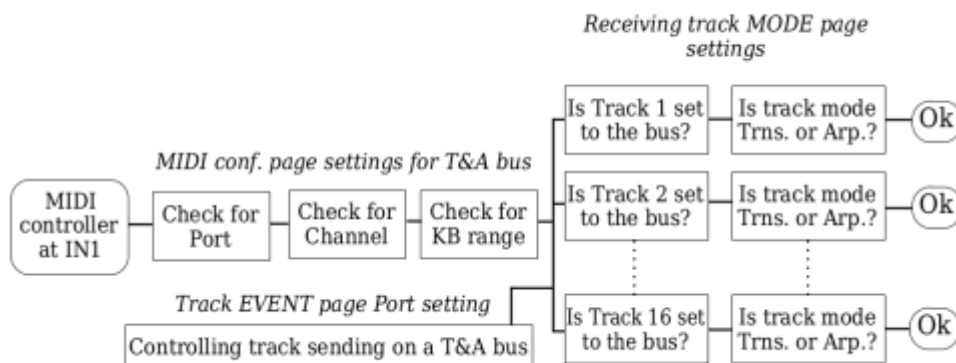 Receiving track MODE page
settings
Is Track 1 set
to the bus?
Is track mode
Trns. or Arp.?
Ok
MIDI conf. page settings for T&A bus
MIDI
controller
at IN1
Check for
Port
Check for
Channel
Check for
KB range
Is Track 2 set
to the bus?
Is track mode
Trns. or Arp.?
Ok
Track EVENT page Port setting
Controlling track sending on a T&A bus
Is Track 16 set
to the bus?
Is track mode
Trns. or Arp.?
Ok